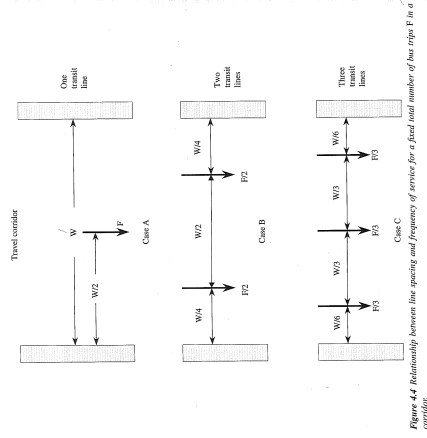 Travel corridor
W
One
transit
line
W/2
F
Case A
W/4
W/2
W/4
Two
transit
lines
F/2
F/2
Case B
W/6
W/3
W/3
W/6
Three
transit
lines
F/3
F/3
F/3
Case C
Figure 4.4 Relationship between line spacing and frequency of service for a fixed total number of bus trips F in a
corridor.